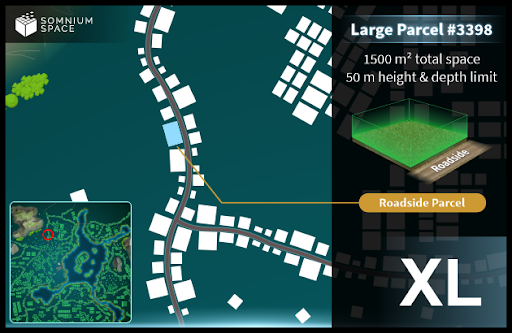 SOMNIUM
SPACE
Large Parcel #3398
1500 m² total space
50 m height & depth limit
Roadside
Roadside Parcel
XL